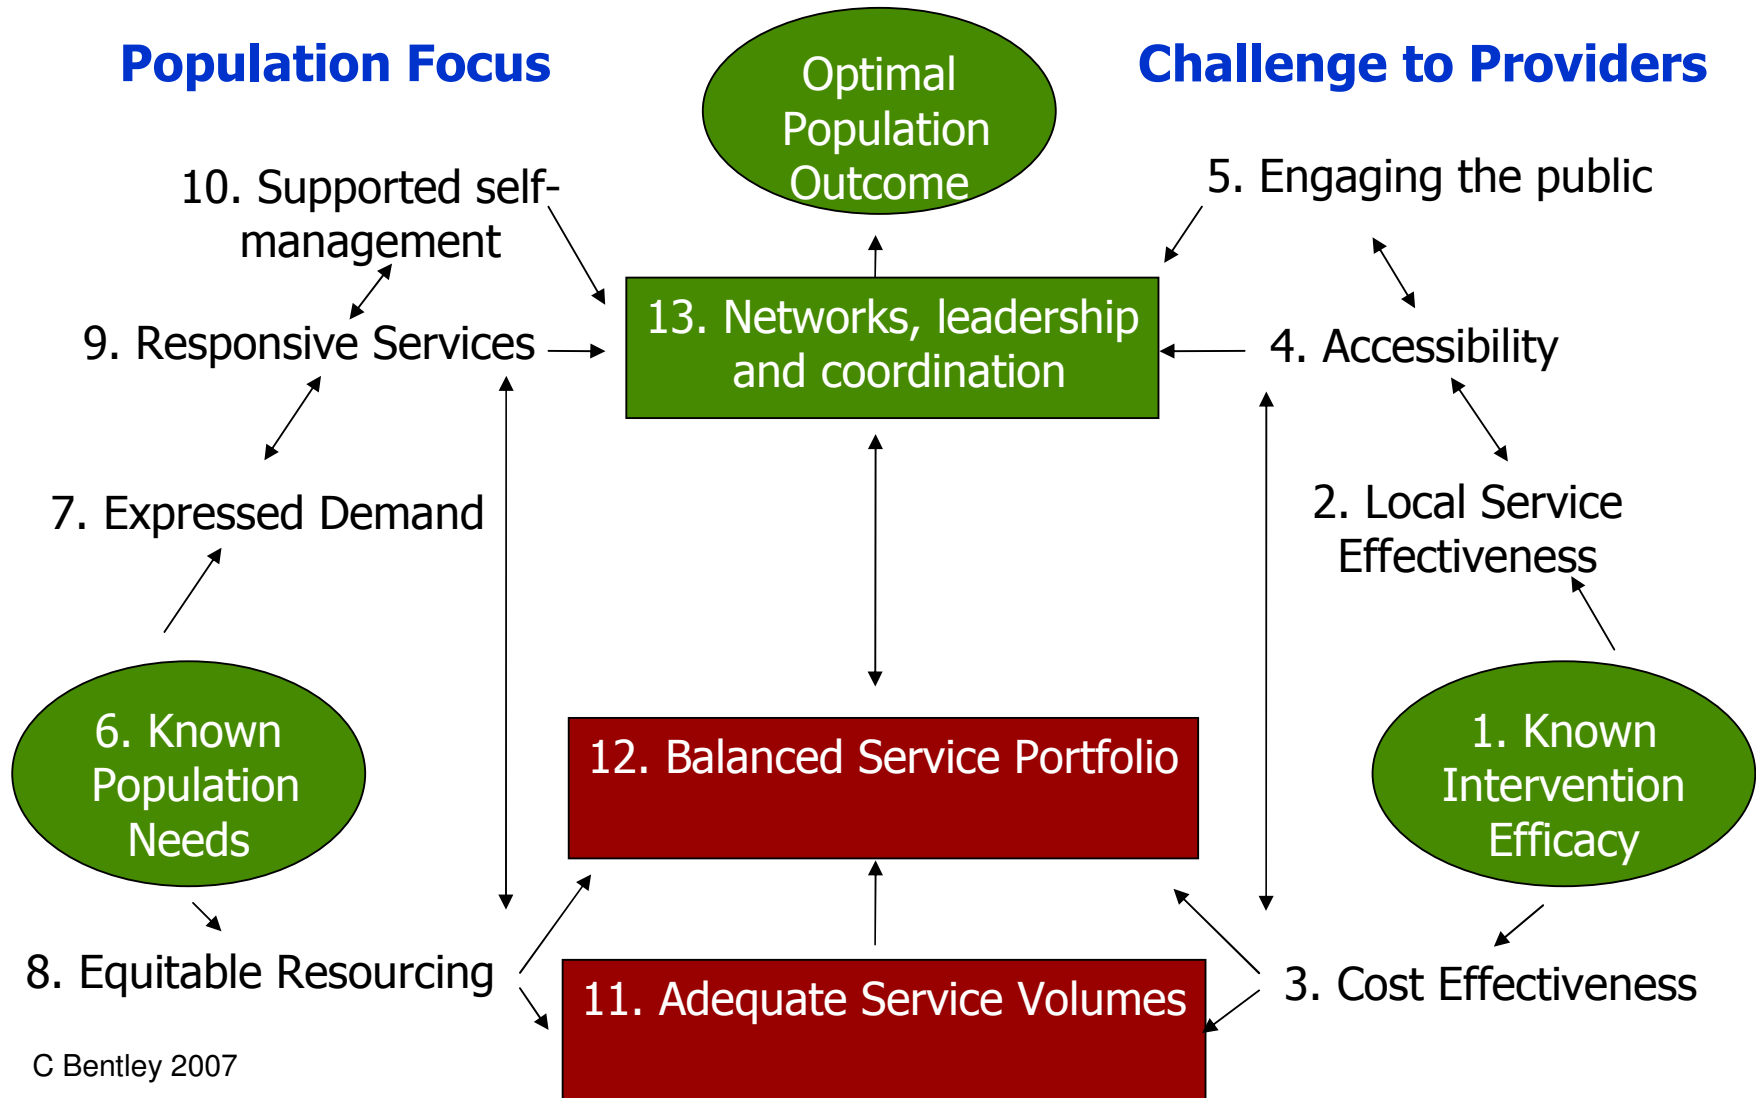 Population Focus
Challenge to Providers
Optimal
Population
Outcome
10. Supported self-
management
5. Engaging the public
13. Networks, leadership
and coordination
9. Responsive Services
4. Accessibility
7. Expressed Demand
2. Local Service
Effectiveness
6. Known
Population
Needs
12. Balanced Service Portfolio
1. Known
Intervention
Efficacy
8. Equitable Resourcing
11. Adequate Service Volumes
3. Cost Effectiveness
C Bentley 2007